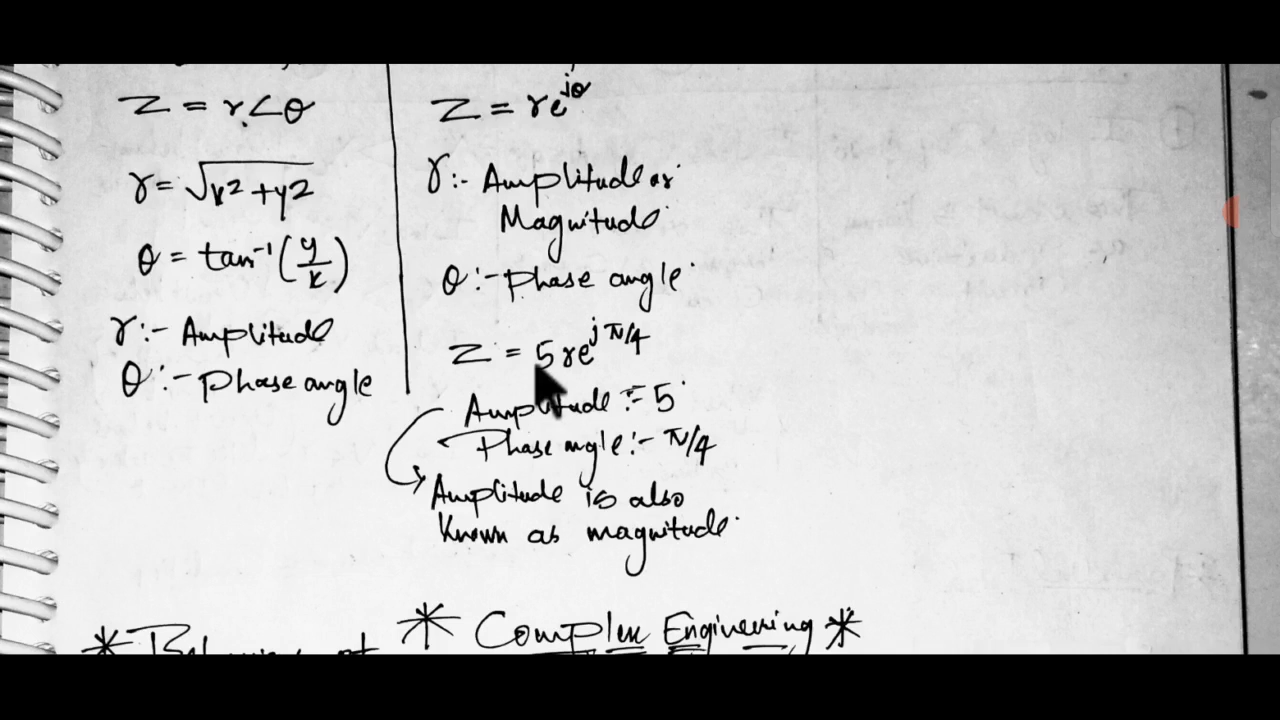 Z = r∠θ
r = √x2 + y2
θ = tan-1 (y/x)
r :- Amplitude
θ :- phase angle
Z = re^jθ
r :- Amplitude or
Magnitude
θ :- phase angle
Z = 5re^jπ/4
Amplitude :- 5
Phase angle :- π/4
Amplitude is also
known as magnitude
* Complex Enginering *